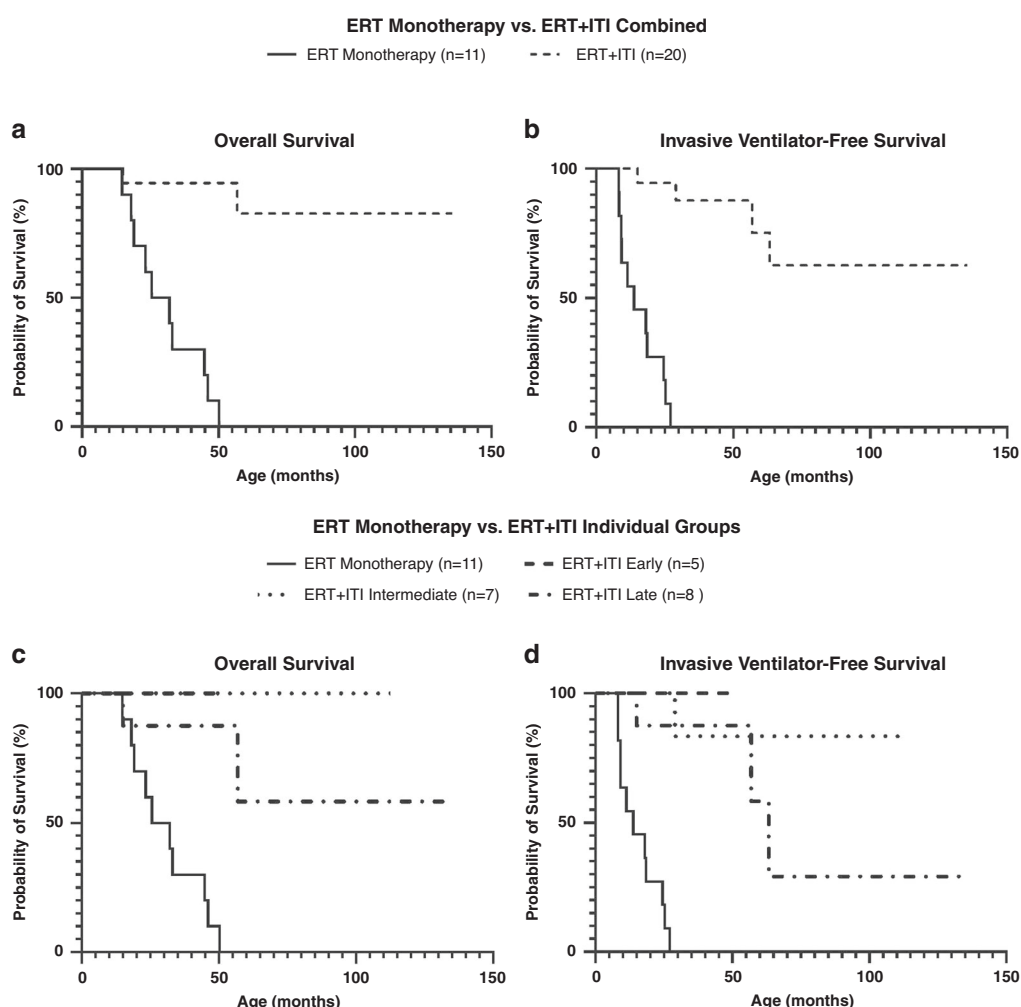 ERT Monotherapy vs. ERT+ITI Combined
ERT Monotherapy (n=11) ERT+ITI (n=20)
a b
Overall Survival Invasive Ventilator-Free Survival
Probability of Survival (%) Probability of Survival (%)
100 100
50 50
0 0
0 50 100 150 0 50 100 150
Age (months) Age (months)
ERT Monotherapy vs. ERT+ITI Individual Groups
ERT Monotherapy (n=11) ERT+ITI Early (n=5)
ERT+ITI Intermediate (n=7) ERT+ITI Late (n=8 )
c d
Overall Survival Invasive Ventilator-Free Survival
Probability of Survival (%) Probability of Survival (%)
100 100
50 50
0 0
0 50 100 150 0 50 100 150
Age (months) Age (months)